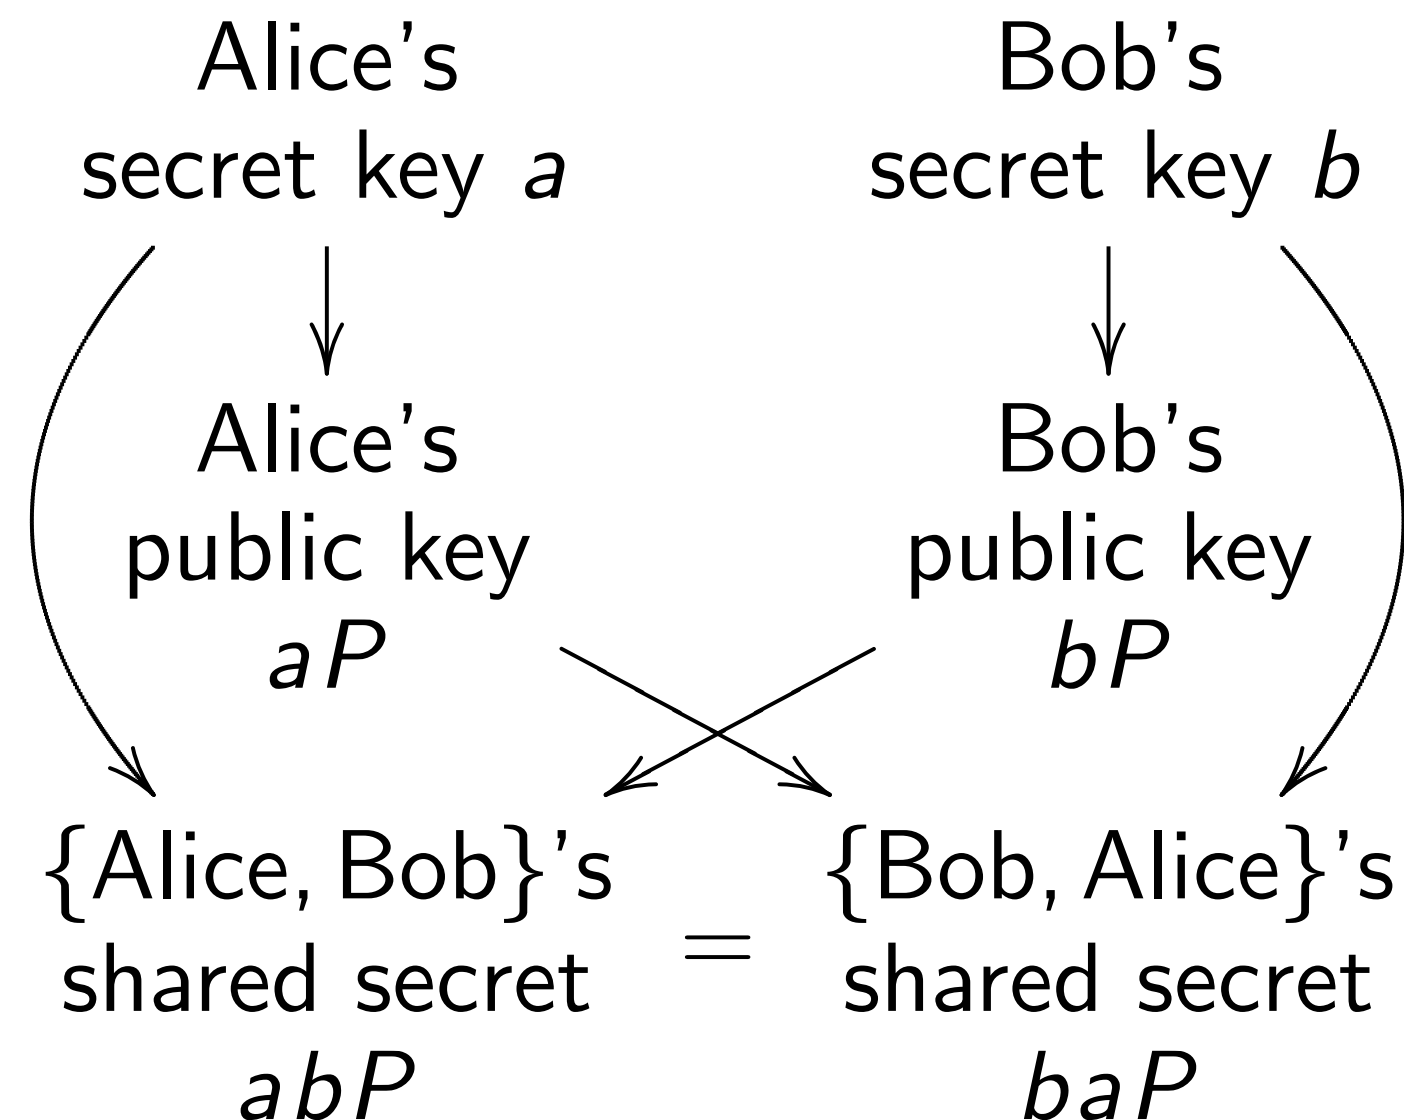 Alice's
secret key a
Bob's
secret key b
Alice's
public key
aP
Bob's
public key
bP
{Alice, Bob}'s
shared secret
abP
=
{Bob, Alice}'s
shared secret
baP